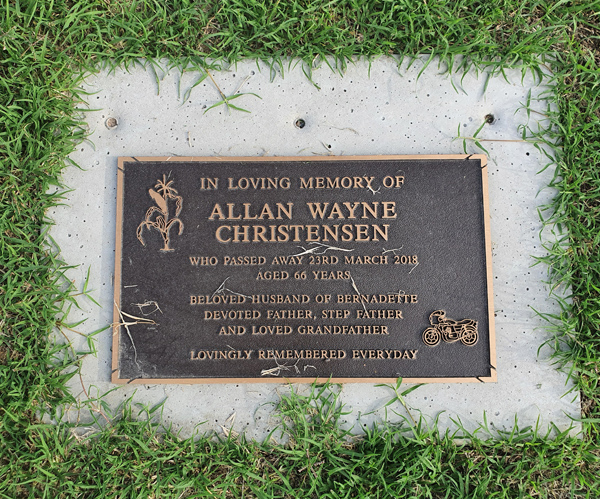 IN LOVING MEMORY OF
ALLAN WAYNE
CHRISTENSEN
WHO PASSED AWAY 23RD MARCH 2018
AGED 66 YEARS
BELOVED HUSBAND OF BERNADETTE
DEVOTED FATHER, STEP FATHER
AND LOVED GRANDFATHER
LOVINGLY REMEMBERED EVERYDAY